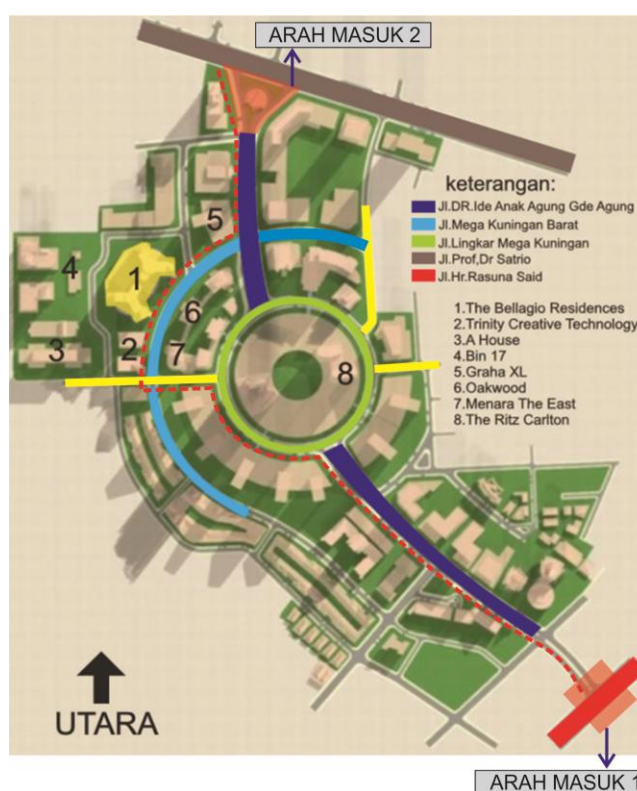 ARAH MASUK 2
keterangan:
Jl.DR.Ide Anak Agung Gde Agung
Jl.Mega Kuningan Barat
Jl.Lingkar Mega Kuningan
Jl.Prof,Dr Satrio
Jl.Hr.Rasuna Said
1.The Bellagio Residences
2.Trinity Creative Technology
3.A House
4.Bin 17
5.Graha XL
6.Oakwood
7.Menara The East
8.The Ritz Carlton
5
4
1
6
3
2
7
8
UTARA
ARAH MASUK 1